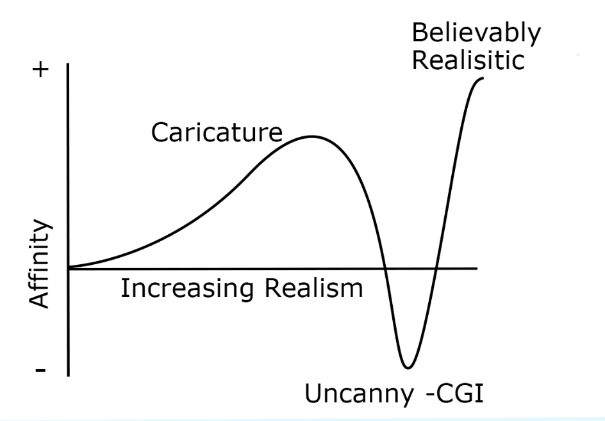 Believably
Realisitic
+
Caricature
Affinity
Increasing Realism
-
Uncanny -CGI